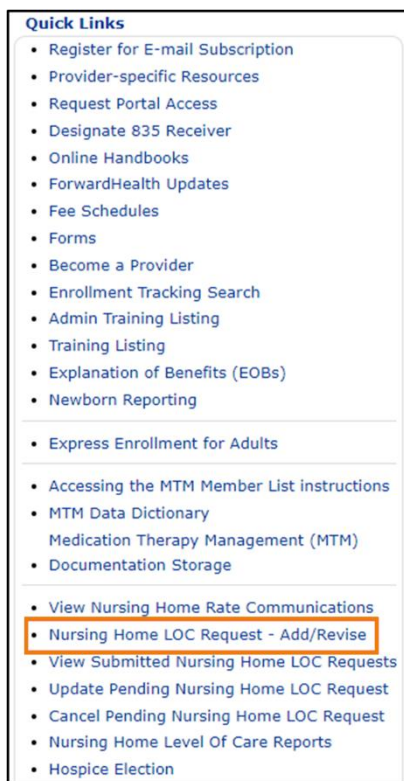 Quick Links
• Register for E-mail Subscription
• Provider-specific Resources
• Request Portal Access
• Designate 835 Receiver
• Online Handbooks
• ForwardHealth Updates
• Fee Schedules
• Forms
• Become a Provider
• Enrollment Tracking Search
• Admin Training Listing
• Training Listing
• Explanation of Benefits (EOBs)
• Newborn Reporting
• Express Enrollment for Adults
• Accessing the MTM Member List instructions
• MTM Data Dictionary
Medication Therapy Management (MTM)
• Documentation Storage
• View Nursing Home Rate Communications
• Nursing Home LOC Request - Add/Revise
• View Submitted Nursing Home LOC Requests
• Update Pending Nursing Home LOC Request
• Cancel Pending Nursing Home LOC Request
• Nursing Home Level Of Care Reports
• Hospice Election